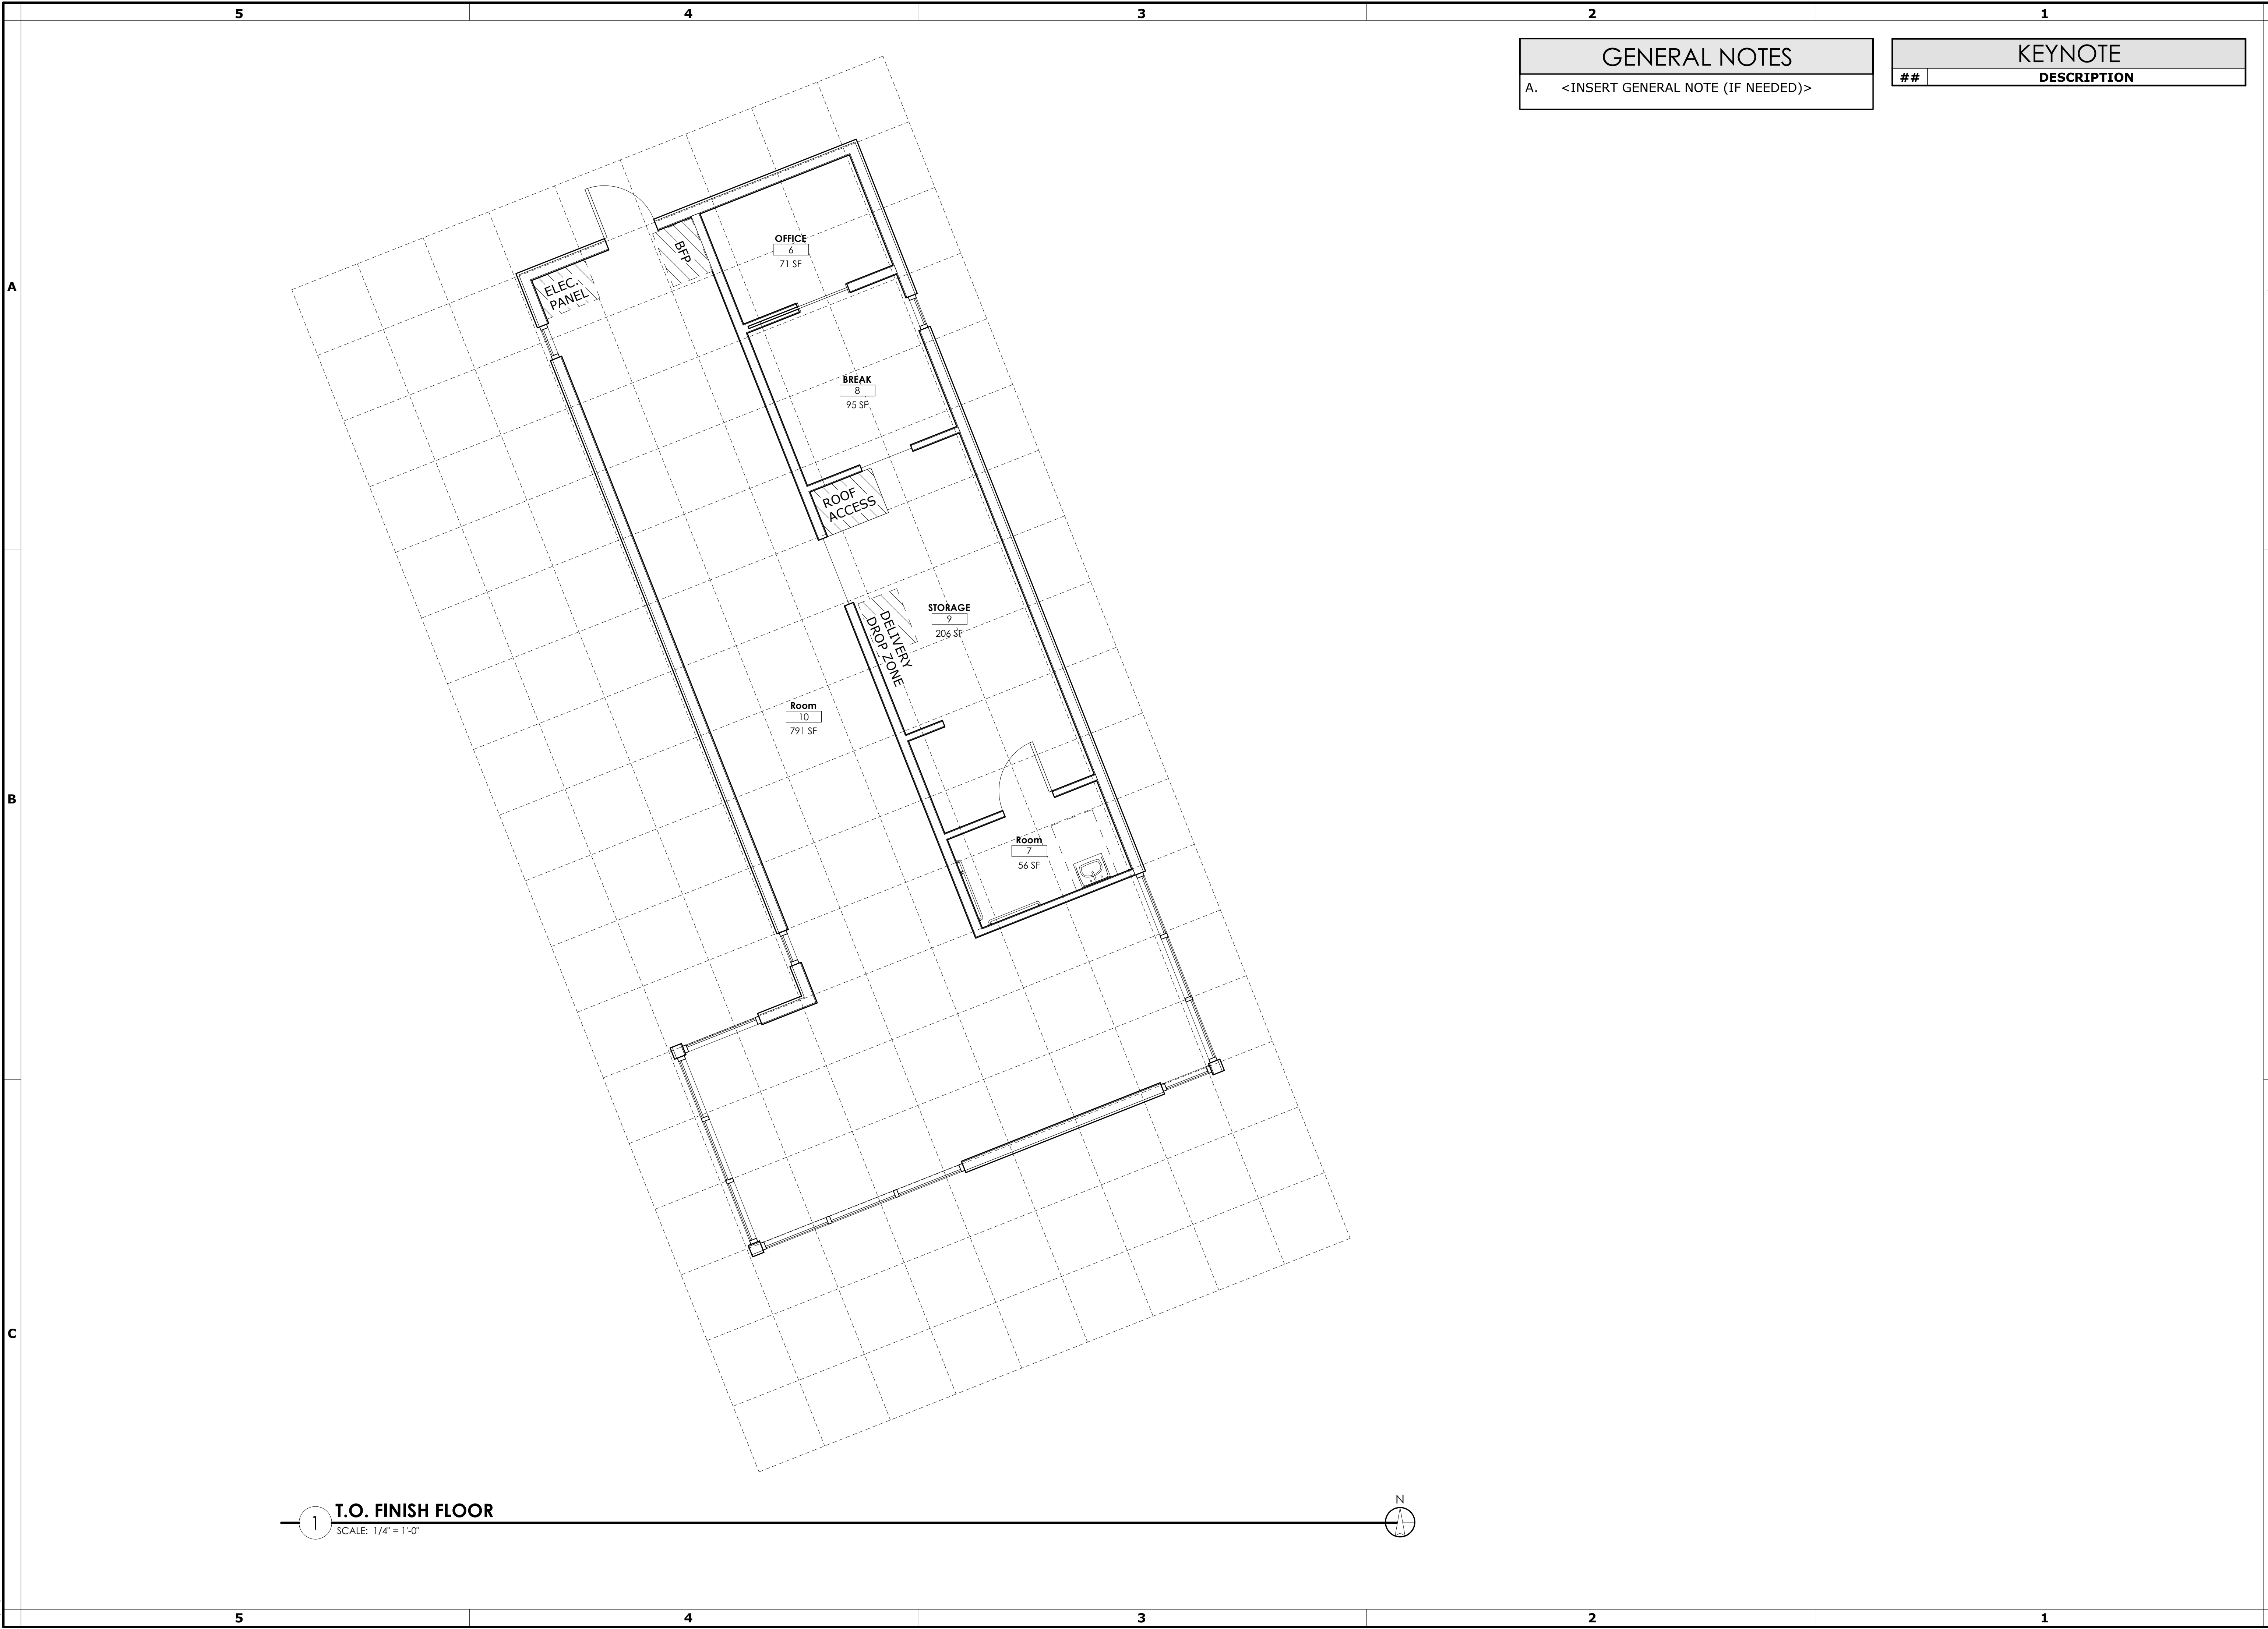 5 4 3 2 1
GENERAL NOTES
A. <INSERT GENERAL NOTE (IF NEEDED)>
KEYNOTE
## DESCRIPTION
A
B
C
BFP
ELEC.
PANEL
OFFICE
6
71 SF
BREAK
8
95 SF
ROOF
ACCESS
STORAGE
9
206 SF
DELIVERY
DROP ZONE
Room
10
791 SF
Room
7
56 SF
1
T.O. FINISH FLOOR
SCALE: 1/4" = 1'-0"
N
5 4 3 2 1